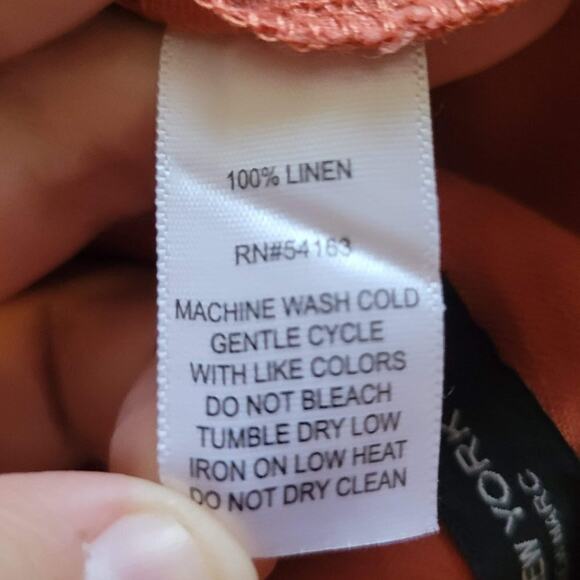 100% LINEN
RN#54163
MACHINE WASH COLD
GENTLE CYCLE
WITH LIKE COLORS
DO NOT BLEACH
TUMBLE DRY LOW
IRON ON LOW HEAT
DO NOT DRY CLEAN
YORK
MARC